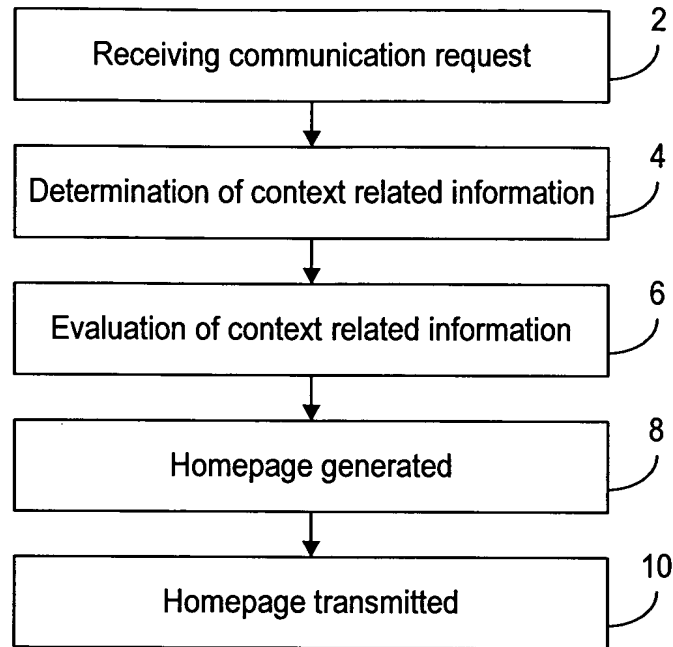 2
Receiving communication request
4
Determination of context related information
6
Evaluation of context related information
8
Homepage generated
10
Homepage transmitted